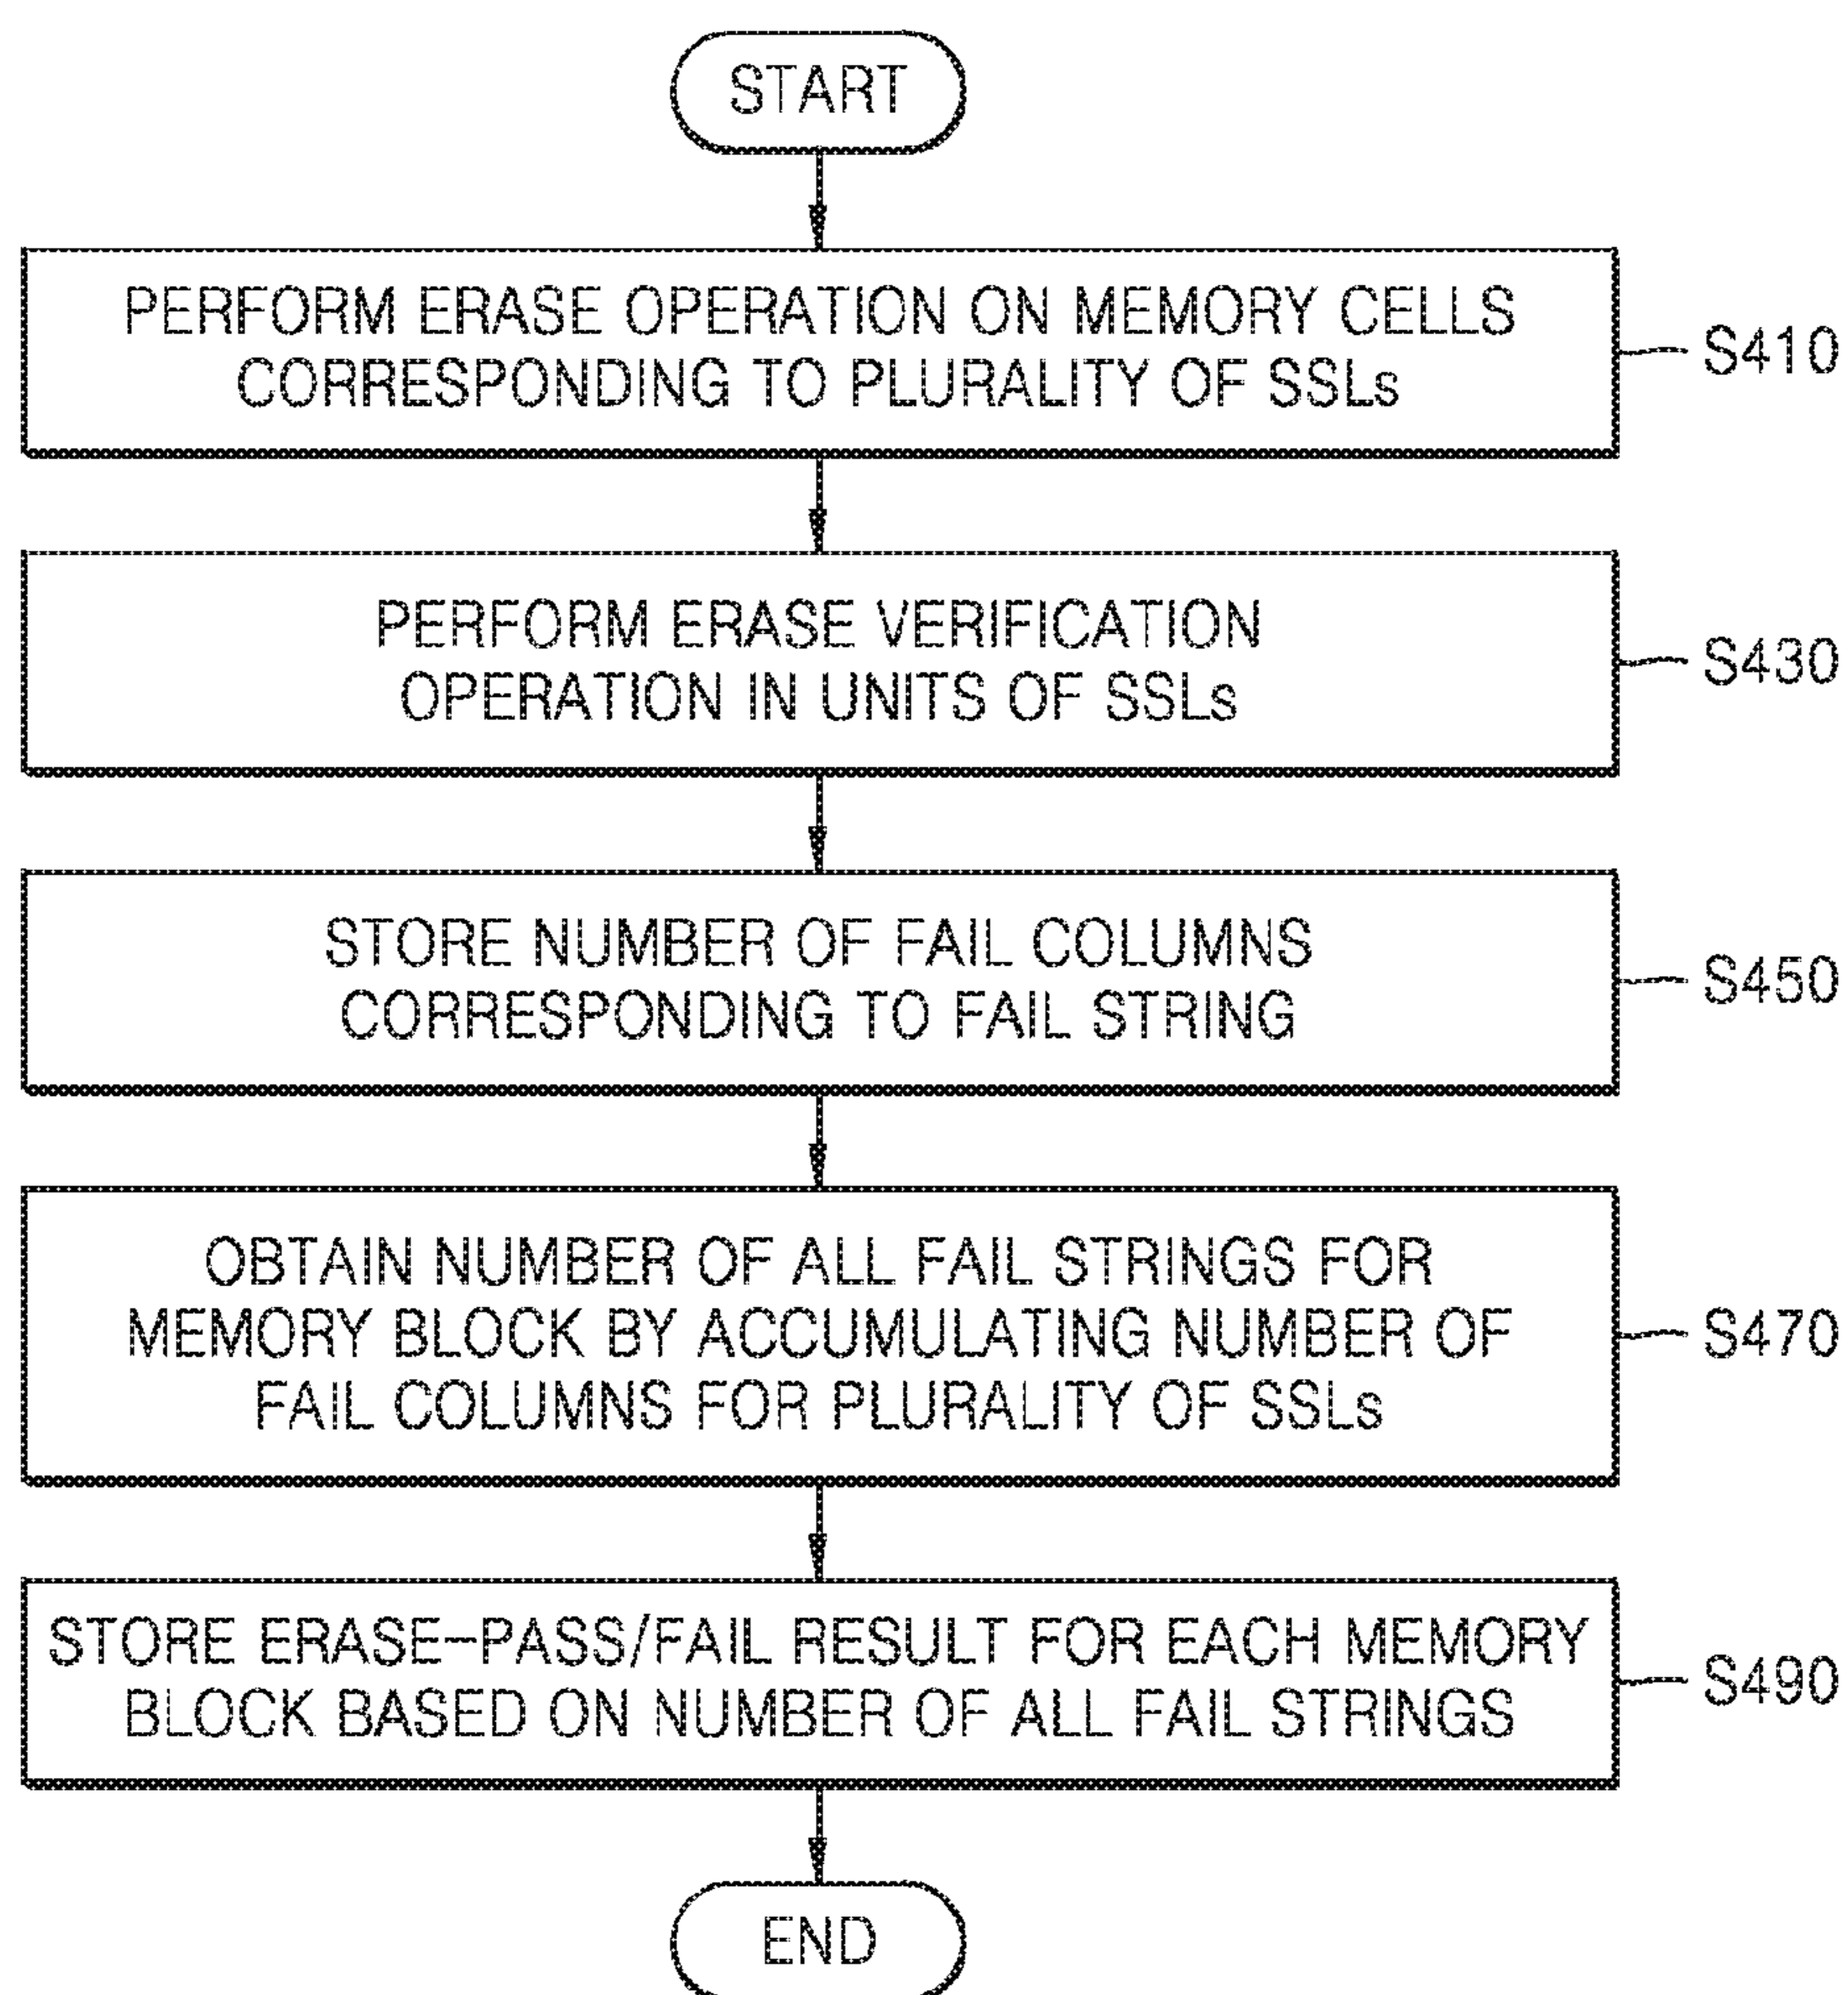 START
PERFORM ERASE OPERATION ON MEMORY CELLS
CORRESPONDING TO PLURALITY OF SSLs
S410
PERFORM ERASE VERIFICATION
OPERATION IN UNITS OF SSLs
S430
STORE NUMBER OF FAIL COLUMNS
CORRESPONDING TO FAIL STRING
S450
OBTAIN NUMBER OF ALL FAIL STRINGS FOR
MEMORY BLOCK BY ACCUMULATING NUMBER OF
FAIL COLUMNS FOR PLURALITY OF SSLs
S470
STORE ERASE-PASS/FAIL RESULT FOR EACH MEMORY
BLOCK BASED ON NUMBER OF ALL FAIL STRINGS
S490
END